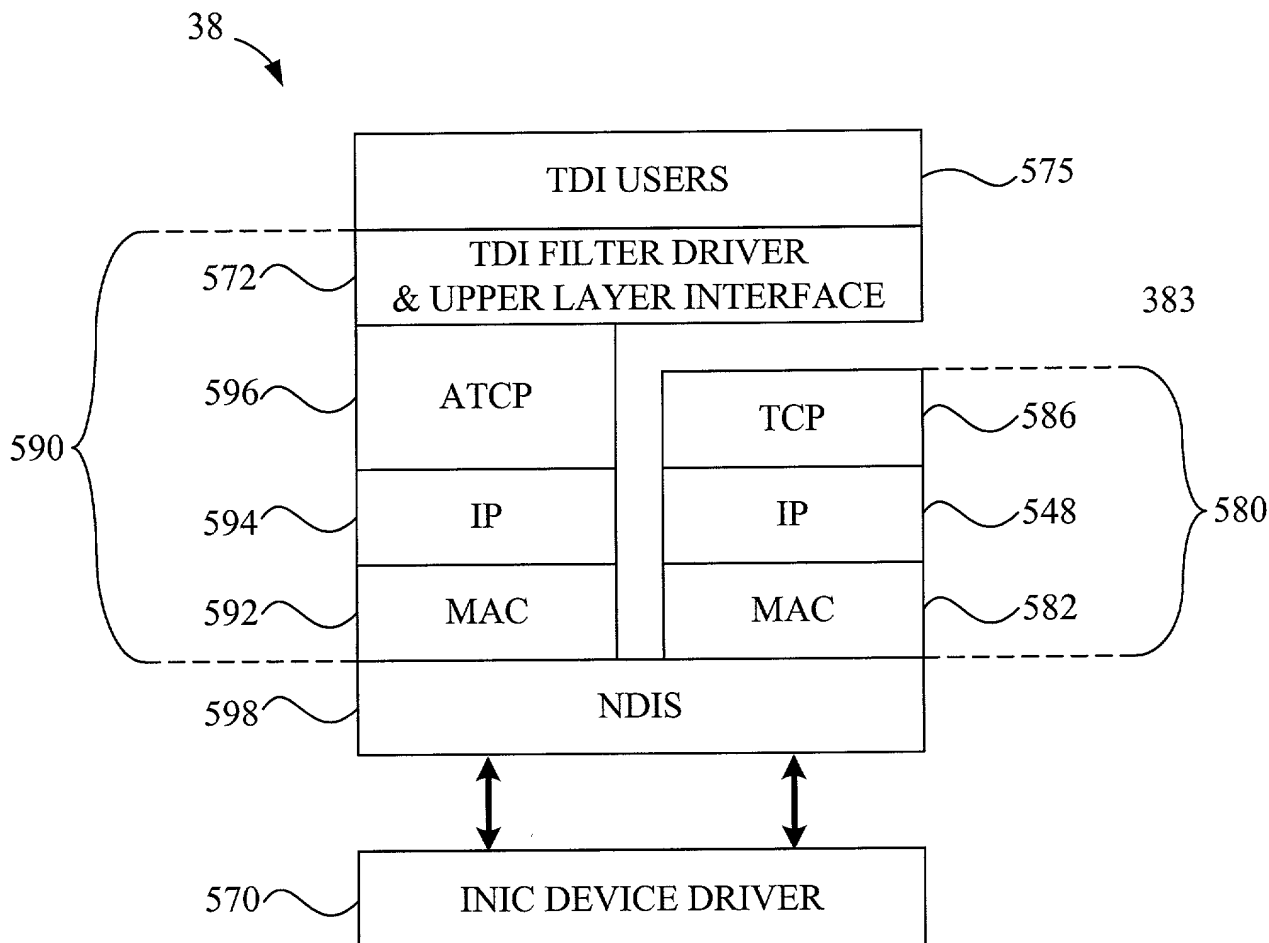 38
TDI USERS
575
TDI FILTER DRIVER
& UPPER LAYER INTERFACE
572
383
596
ATCP
TCP
586
590
594
IP
IP
548
580
592
MAC
MAC
582
598
NDIS
570
INIC DEVICE DRIVER